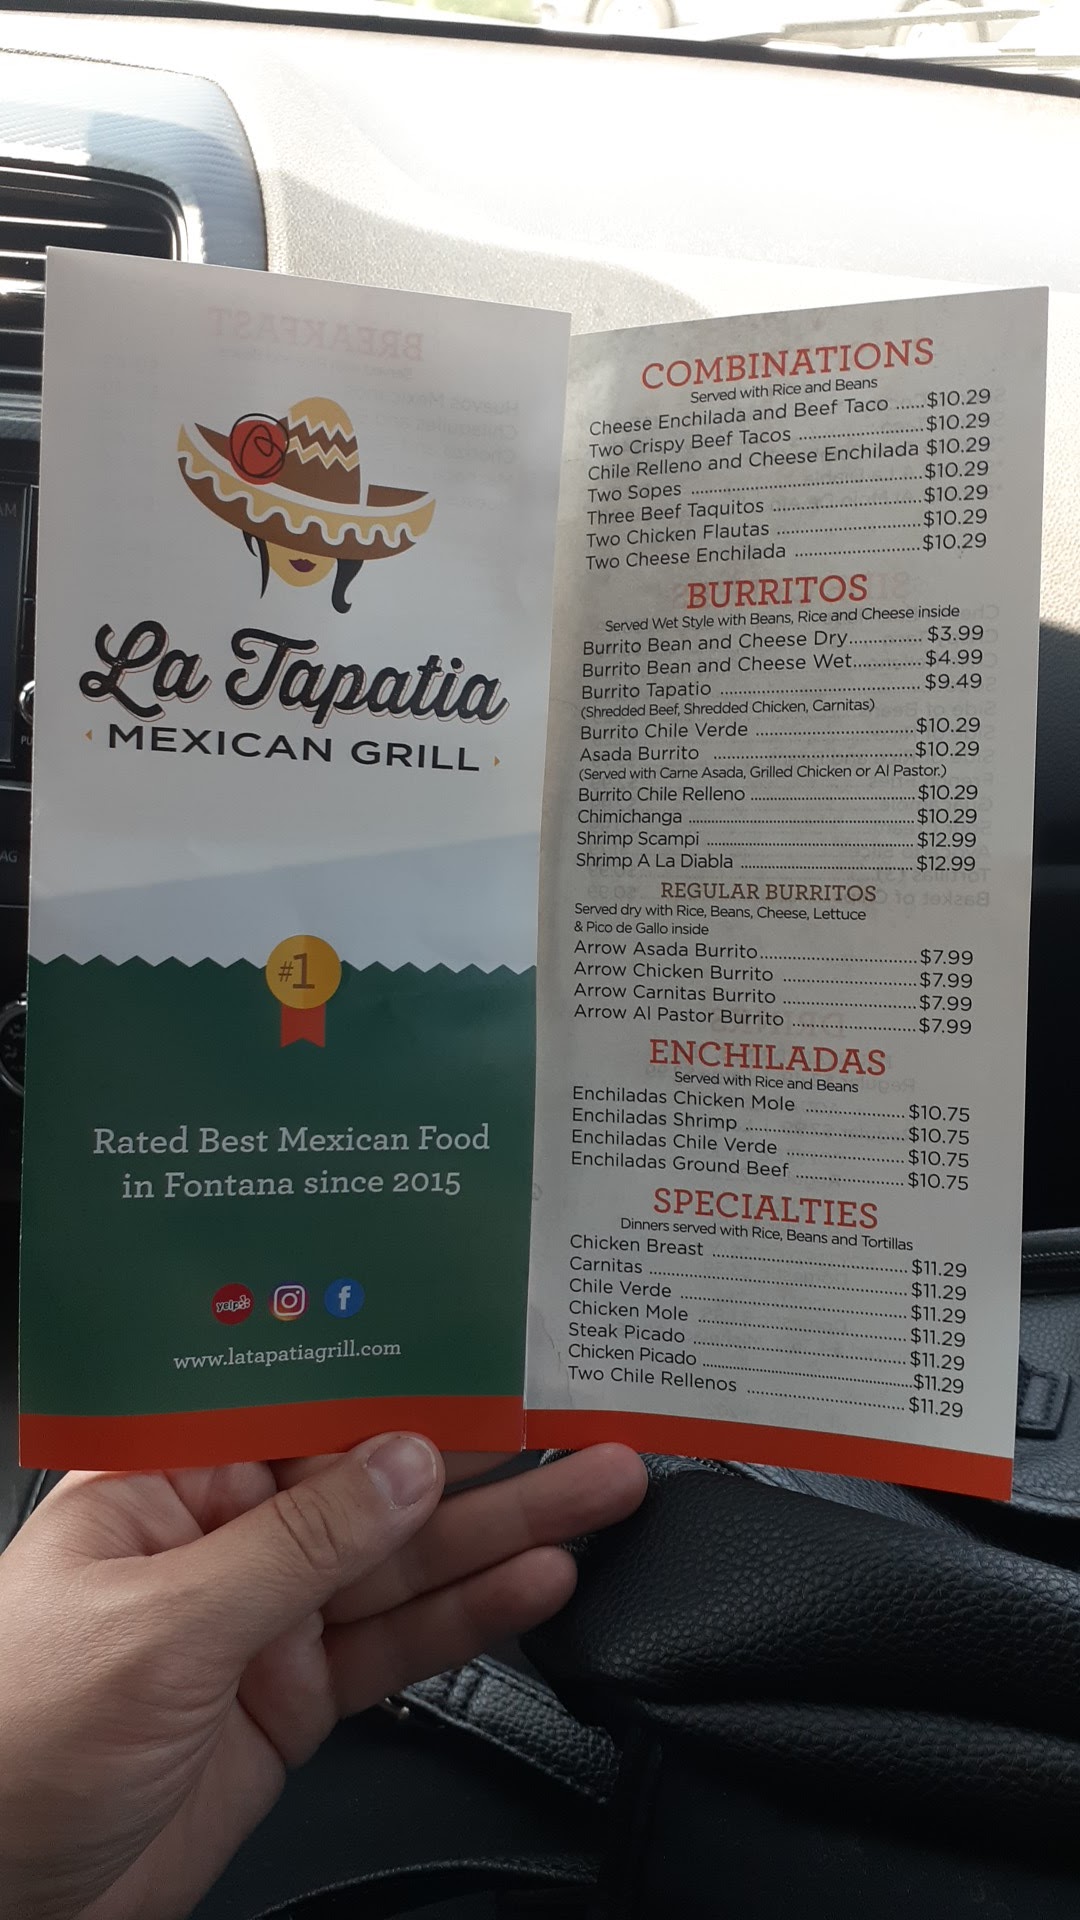 La Tapatia
MEXICAN GRILL
#1
Rated Best Mexican Food
in Fontana since 2015
yelp
f
www.latapatiagrill.com
COMBINATIONS
Served with Rice and Beans
Cheese Enchilada and Beef Taco ......$10.29
Two Crispy Beef Tacos ..............................$10.29
Chile Relleno and Cheese Enchilada $10.29
Two Sopes .......................................................$10.29
Three Beef Taquitos ...................................$10.29
Two Chicken Flautas ..................................$10.29
Two Cheese Enchilada ..............................$10.29
BURRITOS
Served Wet Style with Beans, Rice and Cheese inside
Burrito Bean and Cheese Dry................. $3.99
Burrito Bean and Cheese Wet................ $4.99
Burrito Tapatio ................................................ $9.49
(Shredded Beef, Shredded Chicken, Carnitas)
Burrito Chile Verde ......................................$10.29
Asada Burrito ................................................$10.29
(Served with Carne Asada, Grilled Chicken or Al Pastor.)
Burrito Chile Relleno .........................................$10.29
Chimichanga ........................................................$10.29
Shrimp Scampi ....................................................$12.99
Shrimp A La Diabla ...........................................$12.99
REGULAR BURRITOS
Served dry with Rice, Beans, Cheese, Lettuce
& Pico de Gallo inside
Arrow Asada Burrito.......................................$7.99
Arrow Chicken Burrito .................................$7.99
Arrow Carnitas Burrito .................................$7.99
Arrow Al Pastor Burrito ...............................$7.99
ENCHILADAS
Served with Rice and Beans
Enchiladas Chicken Mole ........................$10.75
Enchiladas Shrimp .......................................$10.75
Enchiladas Chile Verde .............................$10.75
Enchiladas Ground Beef ..........................$10.75
SPECIALTIES
Dinners served with Rice, Beans and Tortillas
Chicken Breast ................................................$11.29
Carnitas ...............................................................$11.29
Chile Verde ........................................................$11.29
Chicken Mole ....................................................$11.29
Steak Picado .....................................................$11.29
Chicken Picado .................................................$11.29
Two Chile Rellenos ......................................$11.29